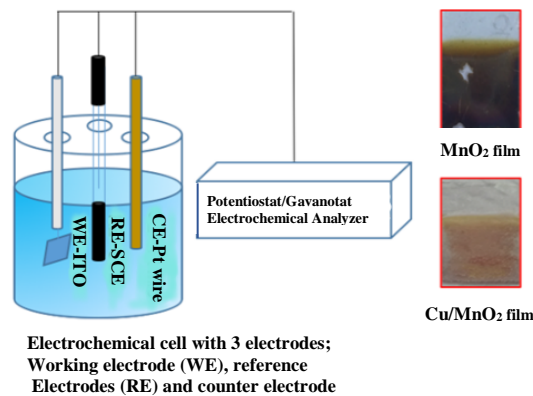 MnO2 film
Potentiostat/Gavanotat
Electrochemical Analyzer
WE-ITO
RE-SCE
CE-Pt wire
Cu/MnO2 film
Electrochemical cell with 3 electrodes;
Working electrode (WE), reference
Electrodes (RE) and counter electrode